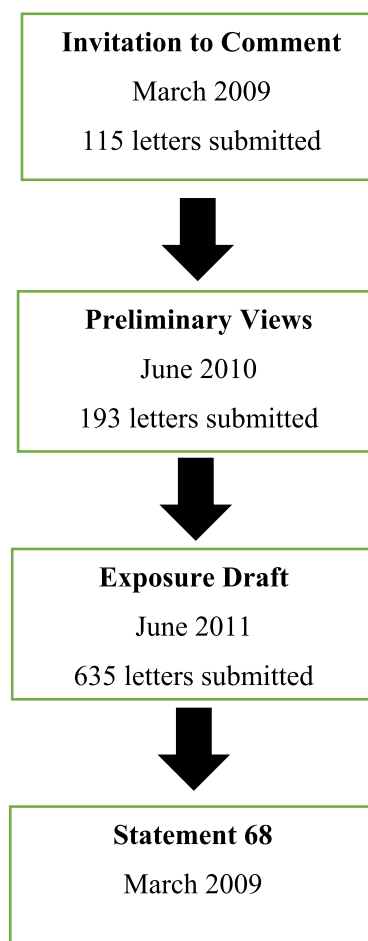 Invitation to Comment
March 2009
115 letters submitted
Preliminary Views
June 2010
193 letters submitted
Exposure Draft
June 2011
635 letters submitted
Statement 68
March 2009